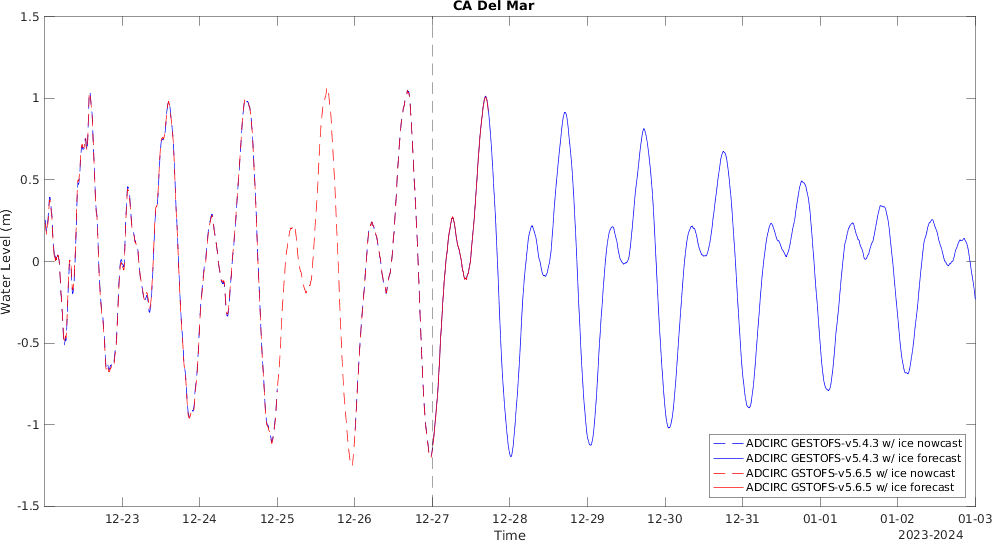 CA Del Mar
Water Level (m)
1.5
1
0.5
0
-0.5
-1
-1.5
ADCIRC GESTOFS-v5.4.3 w/ ice nowcast
ADCIRC GESTOFS-v5.4.3 w/ ice forecast
ADCIRC GSTOFS-v5.6.5 w/ ice nowcast
ADCIRC GSTOFS-v5.6.5 w/ ice forecast
12-23 12-24 12-25 12-26 12-27 12-28 12-29 12-30 12-31 01-01 01-02 01-03
Time
2023-2024